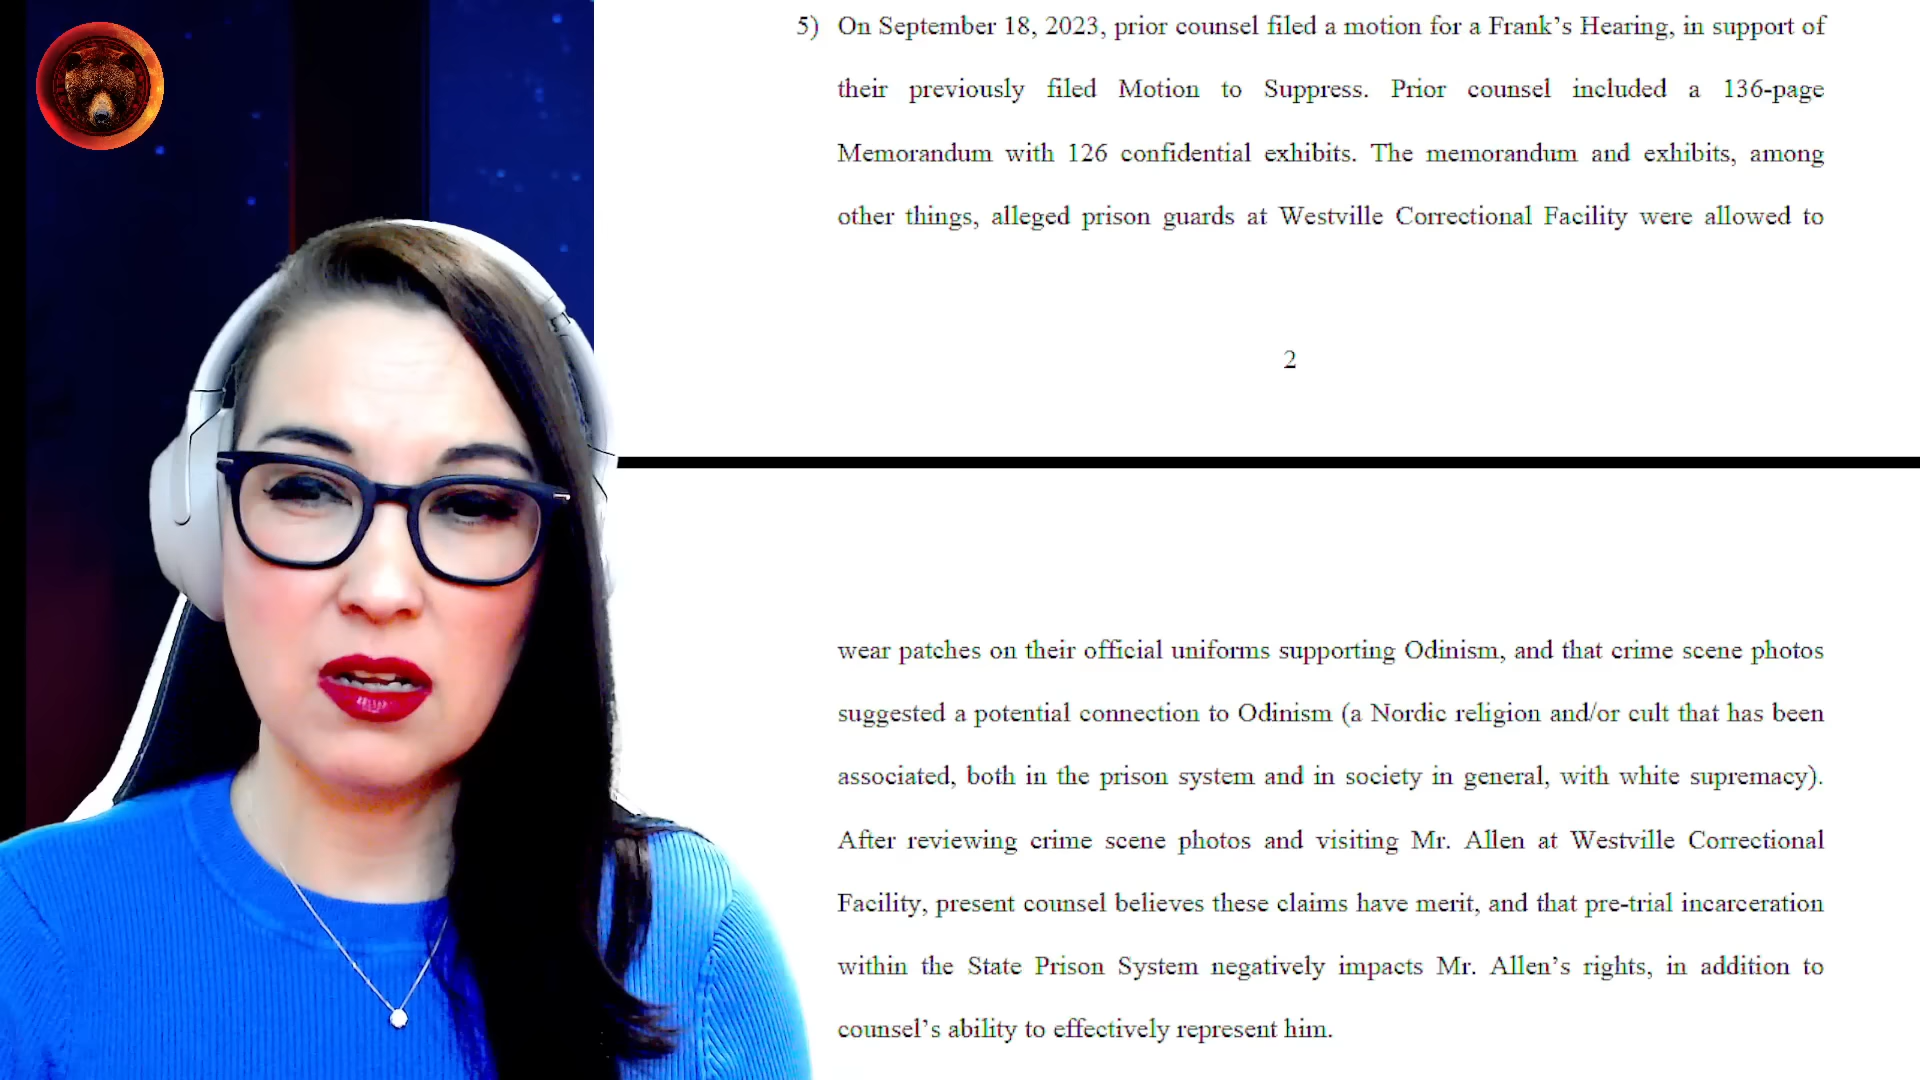 5) On September 18, 2023, prior counsel filed a motion for a Frank's Hearing, in support of
their previously filed Motion to Suppress. Prior counsel included a 136-page
Memorandum with 126 confidential exhibits. The memorandum and exhibits, among
other things, alleged prison guards at Westville Correctional Facility were allowed to
2
wear patches on their official uniforms supporting Odinism, and that crime scene photos
suggested a potential connection to Odinism (a Nordic religion and/or cult that has been
associated, both in the prison system and in society in general, with white supremacy).
After reviewing crime scene photos and visiting Mr. Allen at Westville Correctional
Facility, present counsel believes these claims have merit, and that pre-trial incarceration
within the State Prison System negatively impacts Mr. Allen's rights, in addition to
counsel's ability to effectively represent him.